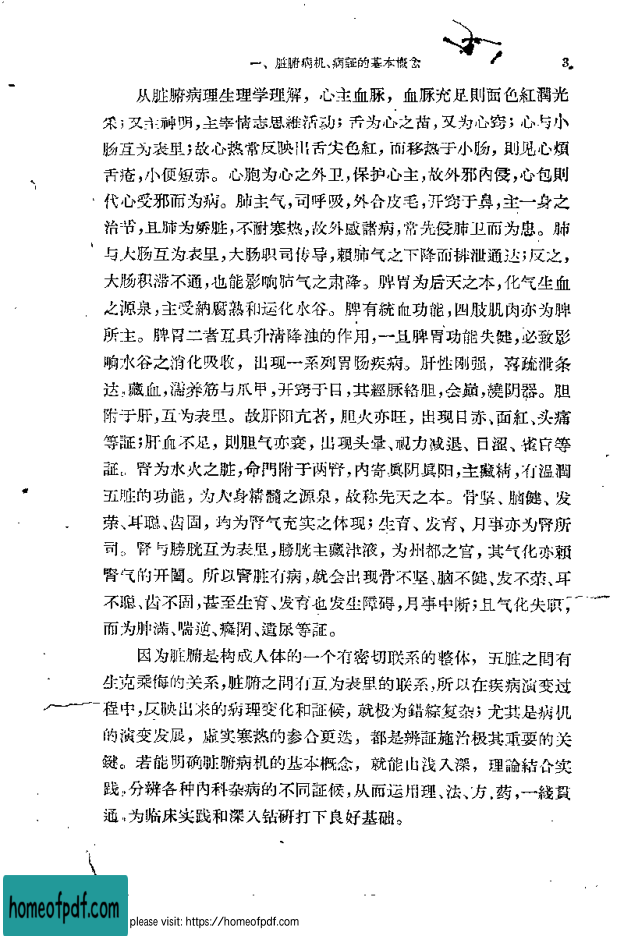 一、脏腑病机、病証的基本概念 3
从脏腑病理生理学理解，心主血脉，血脉充足則面色紅潤光
采；又主神明，主宰情志思維活动；舌为心之苗，又为心窍；心与小
肠互为表里；故心热常反映出舌尖色紅，而移热于小肠，則見心煩
舌瘡，小便短赤。心胞为心之外卫，保护心主，故外邪内侵，心包則
代心受邪而为病。肺主气，司呼吸，外合皮毛，开窍于鼻，主一身之
治节，且肺为娇脏，不耐寒热，故外感諸病，常先侵肺卫而为患。肺
与大肠互为表里，大肠职司传导，賴肺气之下降而排泄通达；反之，
大肠积滞不通，也能影响肺气之肃降。脾胃为后天之本，化气生血
之源泉，主受納腐熟和运化水谷。脾有統血功能，四肢肌肉亦为脾
所主。脾胃二者互具升清降浊的作用，一旦脾胃功能失健，必致影
响水谷之消化吸收，出现一系列胃肠疾病。肝性刚强，喜疏泄条
达，藏血，濡养筋与爪甲，开窍于目，其經脉絡胆，会巔，繞阴器。胆
附于肝，互为表里。故肝阳亢者，胆火亦旺，出现目赤、面紅、头痛
等証；肝血不足，則胆气亦衰，出现头晕、視力減退、目澀、雀盲等
証。腎为水火之脏，命門附于两腎，内寄眞阴眞阳，主藏精，有溫潤
五脏的功能，为人身精髓之源泉，故称先天之本。骨坚、脑健、发
荣、耳聪、齿固，均为腎气充实之体现；生育、发育、月事亦为腎所
司。腎与膀胱互为表里，膀胱主藏津液，为州都之官，其气化亦賴
腎气的开闔。所以腎脏有病，就会出现骨不坚、脑不健、发不荣、耳
不聪、齿不固，甚至生育、发育也发生障碍，月事中断；且气化失职，
而为肿滿、喘逆、癃閉、遺尿等証。
因为脏腑是构成人体的一个有密切联系的整体，五脏之間有
生克乘侮的关系，脏腑之間有互为表里的联系，所以在疾病演变过
程中，反映出来的病理变化和証候，就极为錯綜复杂；尤其是病机
的演变发展，虛实寒热的参合更迭，都是辨証施治极其重要的关
键。若能明确脏腑病机的基本概念，就能由浅入深，理論結合实
践，分辨各种内科杂病的不同証候，从而运用理、法、方、药，一綫貫
通，为临床实践和深入钻研打下良好基础。
homeofpdf.com
please visit: https://homeofpdf.com